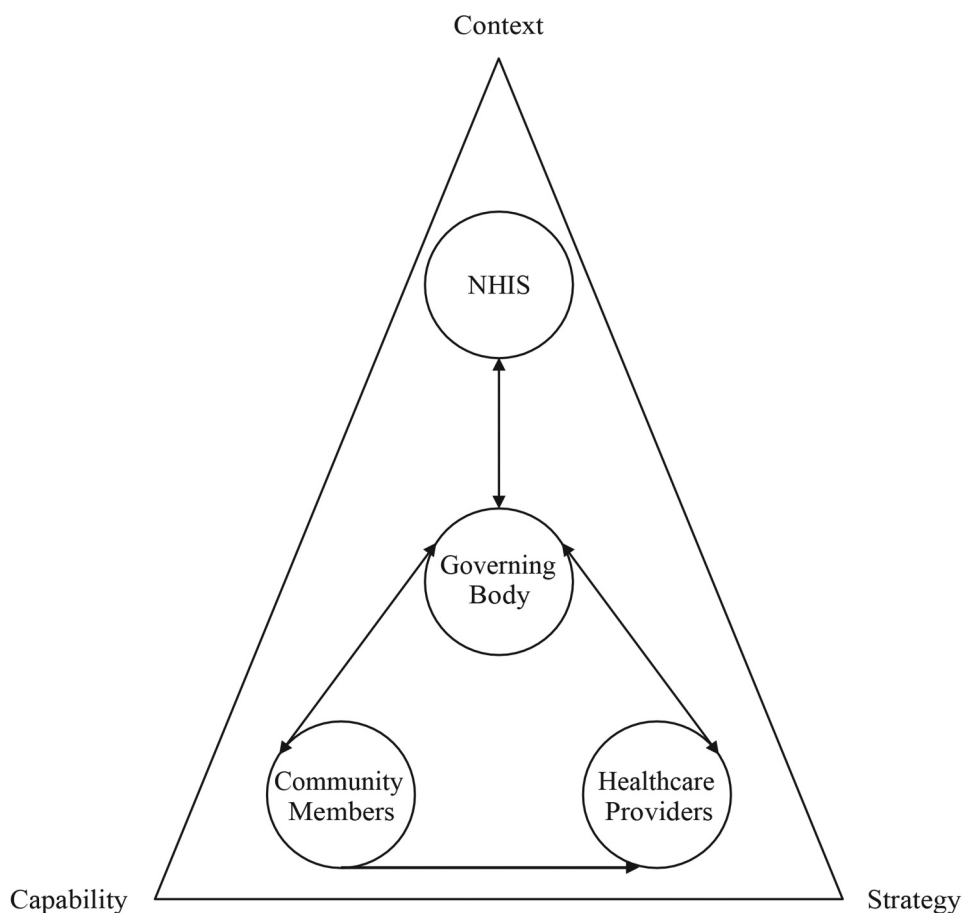 Context
NHIS
Governing
Body
Community
Members
Healthcare
Providers
Capability
Strategy